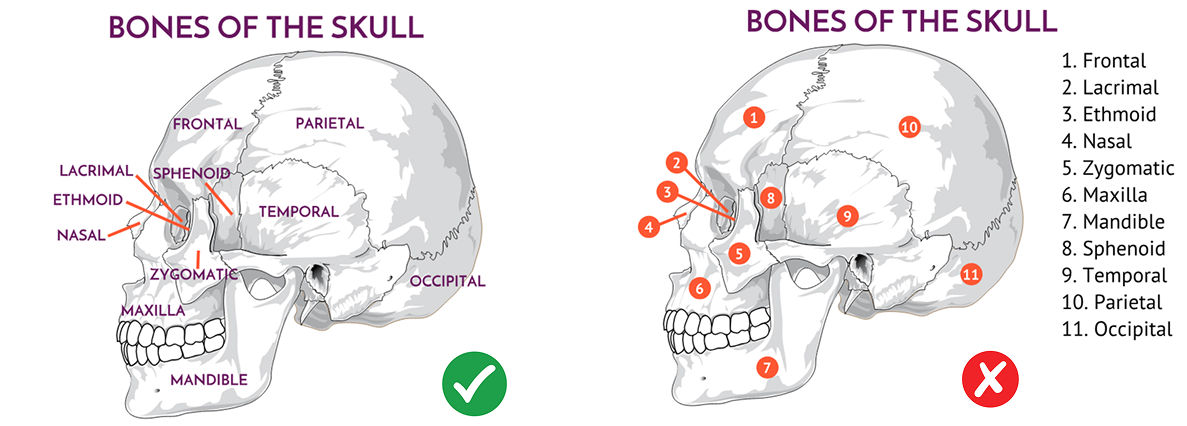 BONES OF THE SKULL
FRONTAL
PARIETAL
LACRIMAL
SPHENOID
ETHMOID
TEMPORAL
NASAL
ZYGOMATIC
OCCIPITAL
MAXILLA
MANDIBLE
BONES OF THE SKULL
1
10
2
3
8
4
9
5
11
6
7
1. Frontal
2. Lacrimal
3. Ethmoid
4. Nasal
5. Zygomatic
6. Maxilla
7. Mandible
8. Sphenoid
9. Temporal
10. Parietal
11. Occipital